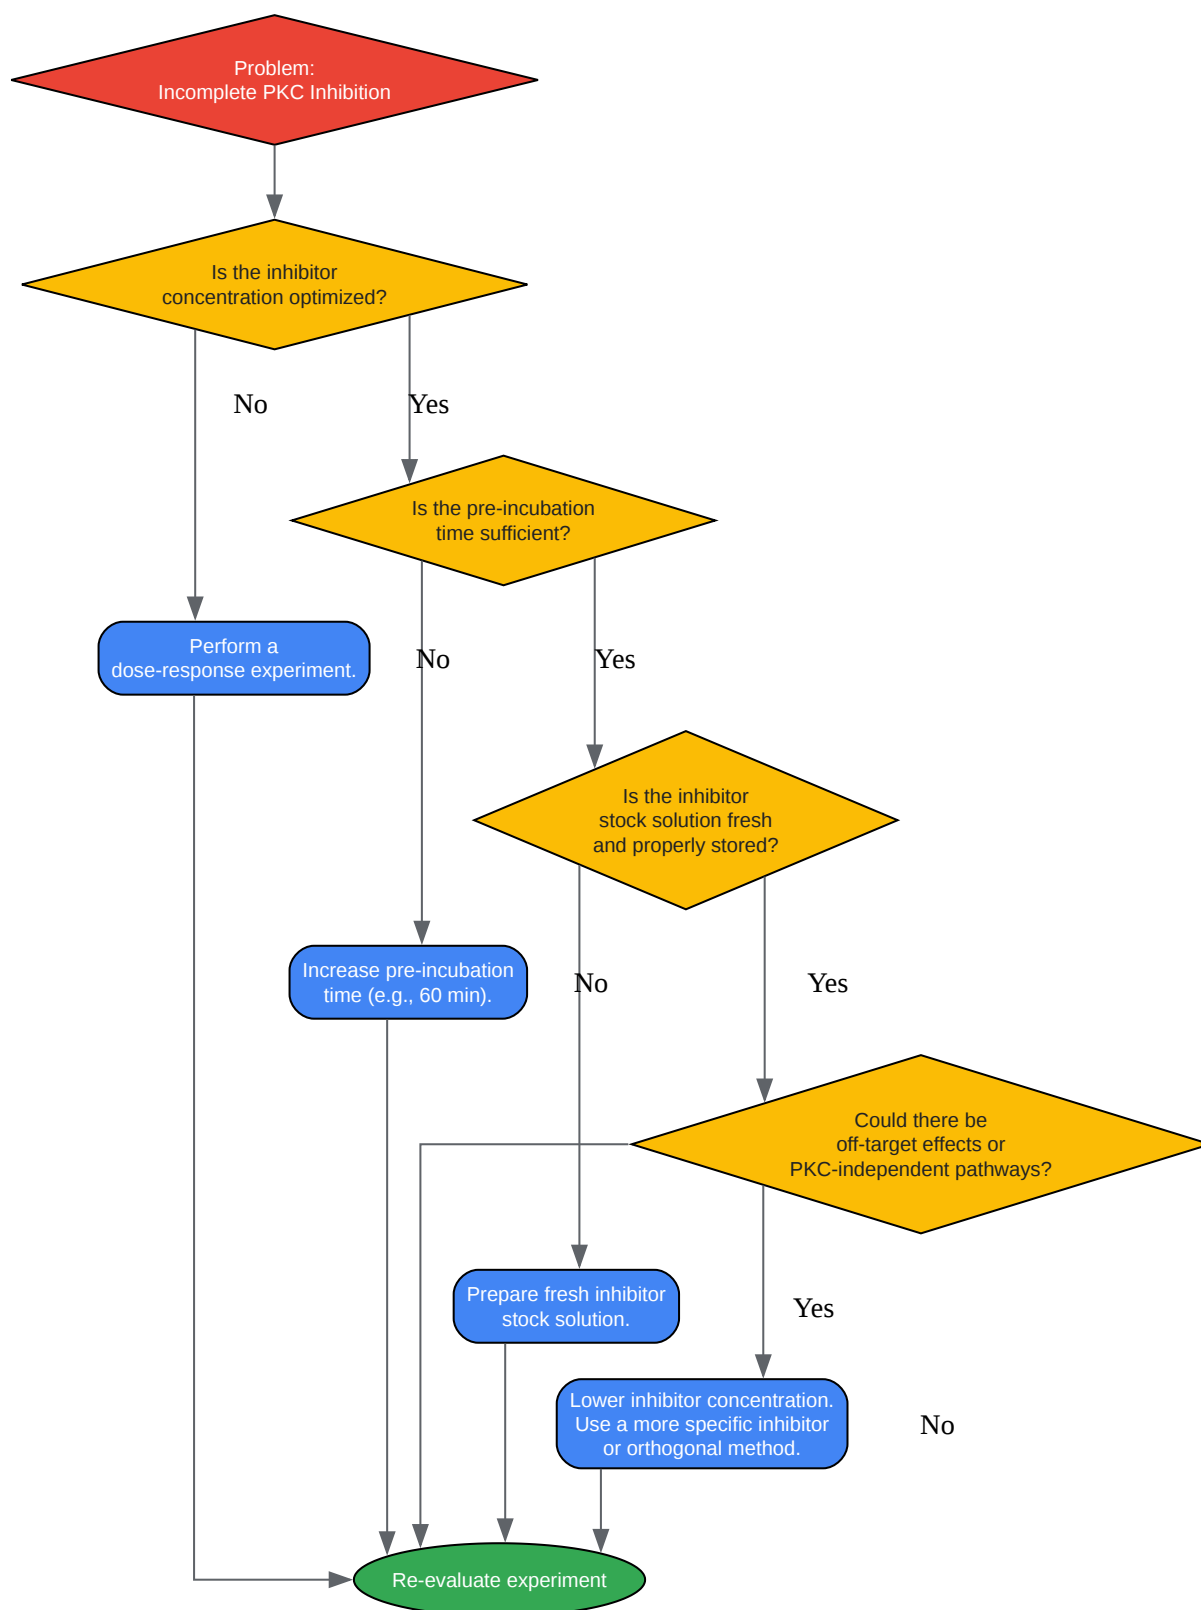 Problem:
Incomplete PKC Inhibition
Is the inhibitor
concentration optimized?
No
Yes
Is the pre-incubation
time sufficient?
Perform a
dose-response experiment.
No
Yes
Is the inhibitor
stock solution fresh
and properly stored?
Increase pre-incubation
time (e.g., 60 min).
No
Yes
Could there be
off-target effects or
PKC-independent pathways?
Prepare fresh inhibitor
stock solution.
Yes
Lower inhibitor concentration.
Use a more specific inhibitor
or orthogonal method.
No
Re-evaluate experiment